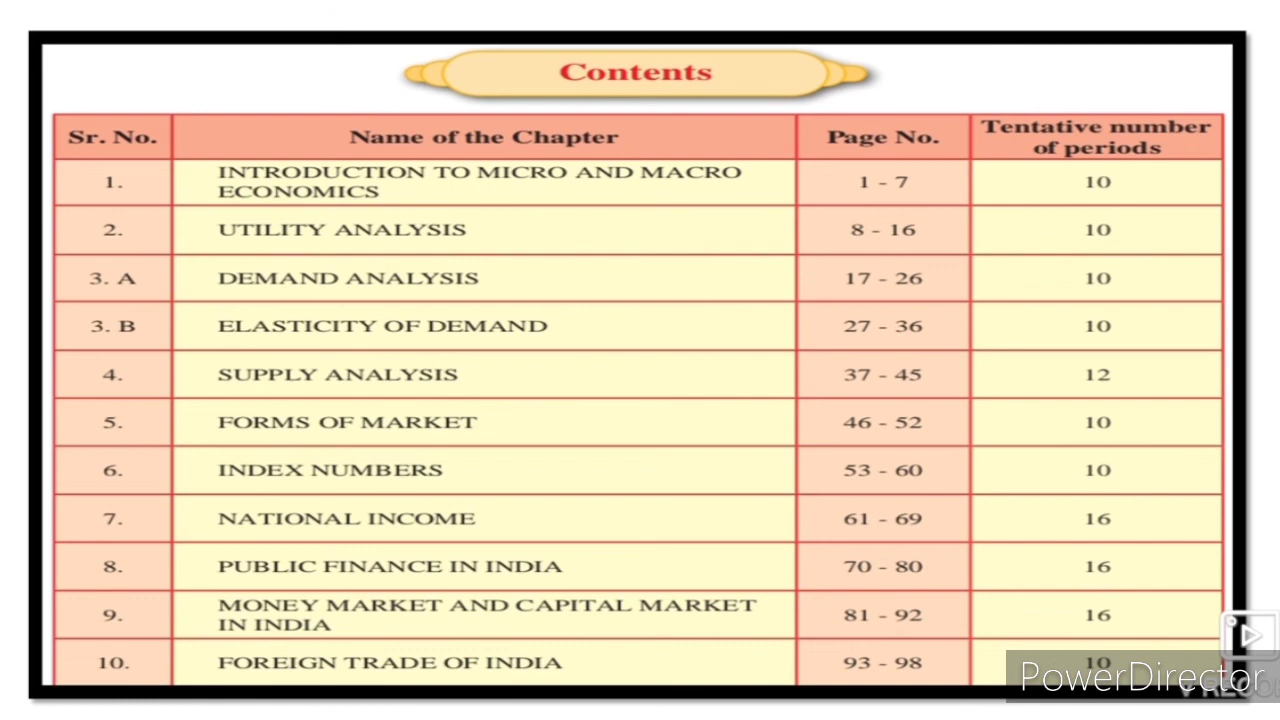 Contents
Sr. No. Name of the Chapter Page No. Tentative number of periods
1. INTRODUCTION TO MICRO AND MACRO ECONOMICS 1 - 7 10
2. UTILITY ANALYSIS 8 - 16 10
3. A DEMAND ANALYSIS 17 - 26 10
3. B ELASTICITY OF DEMAND 27 - 36 10
4. SUPPLY ANALYSIS 37 - 45 12
5. FORMS OF MARKET 46 - 52 10
6. INDEX NUMBERS 53 - 60 10
7. NATIONAL INCOME 61 - 69 16
8. PUBLIC FINANCE IN INDIA 70 - 80 16
9. MONEY MARKET AND CAPITAL MARKET IN INDIA 81 - 92 16
10. FOREIGN TRADE OF INDIA 93 - 98 10
PowerDirector